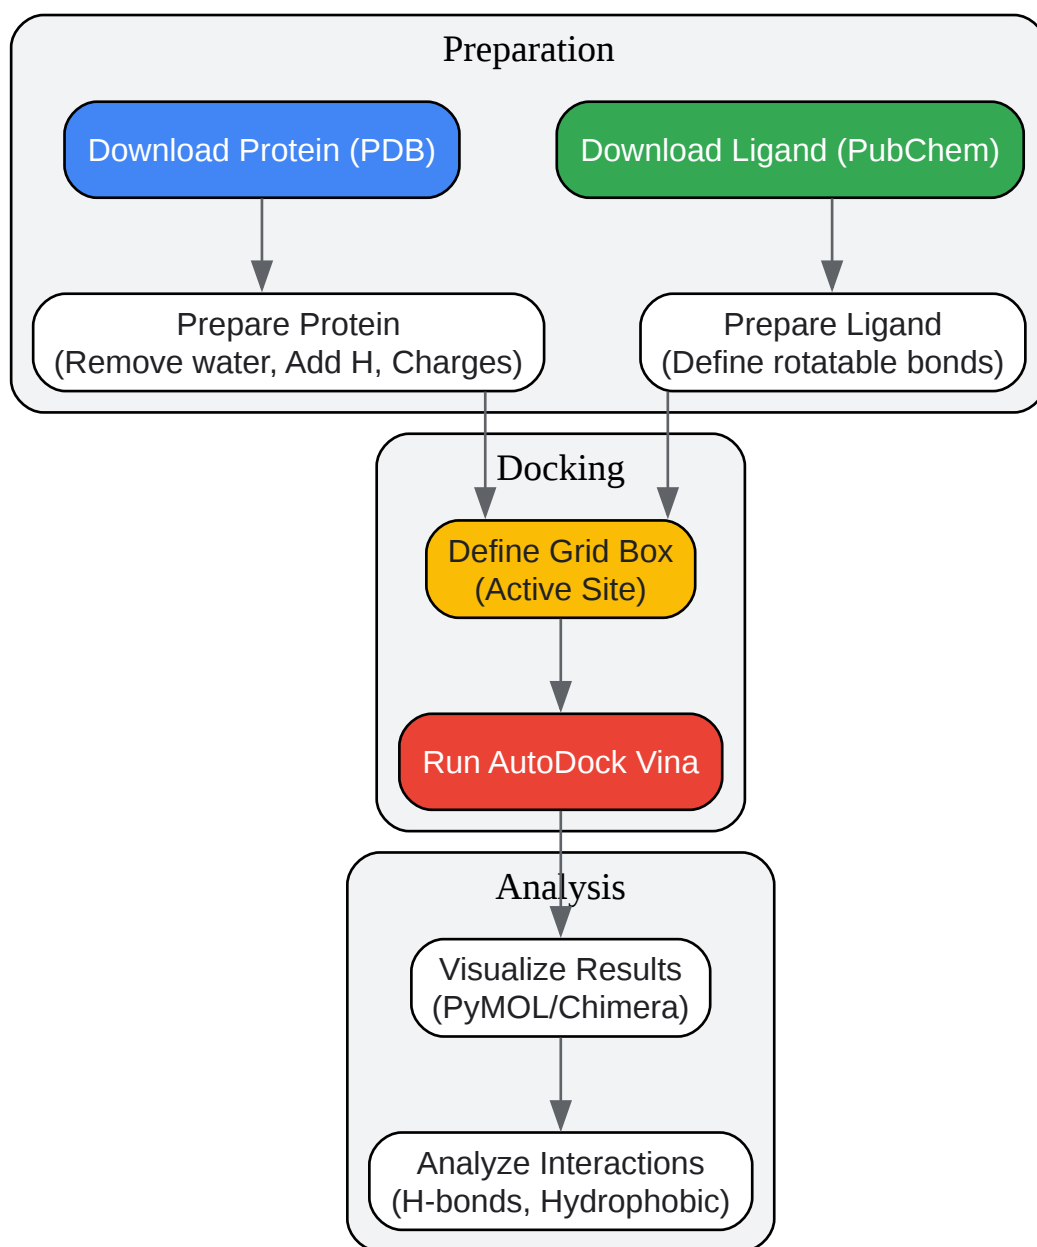 Preparation
Download Protein (PDB)
Download Ligand (PubChem)
Prepare Protein
(Remove water, Add H, Charges)
Prepare Ligand
(Define rotatable bonds)
Docking
Define Grid Box
(Active Site)
Run AutoDock Vina
Analysis
Visualize Results
(PyMOL/Chimera)
Analyze Interactions
(H-bonds, Hydrophobic)